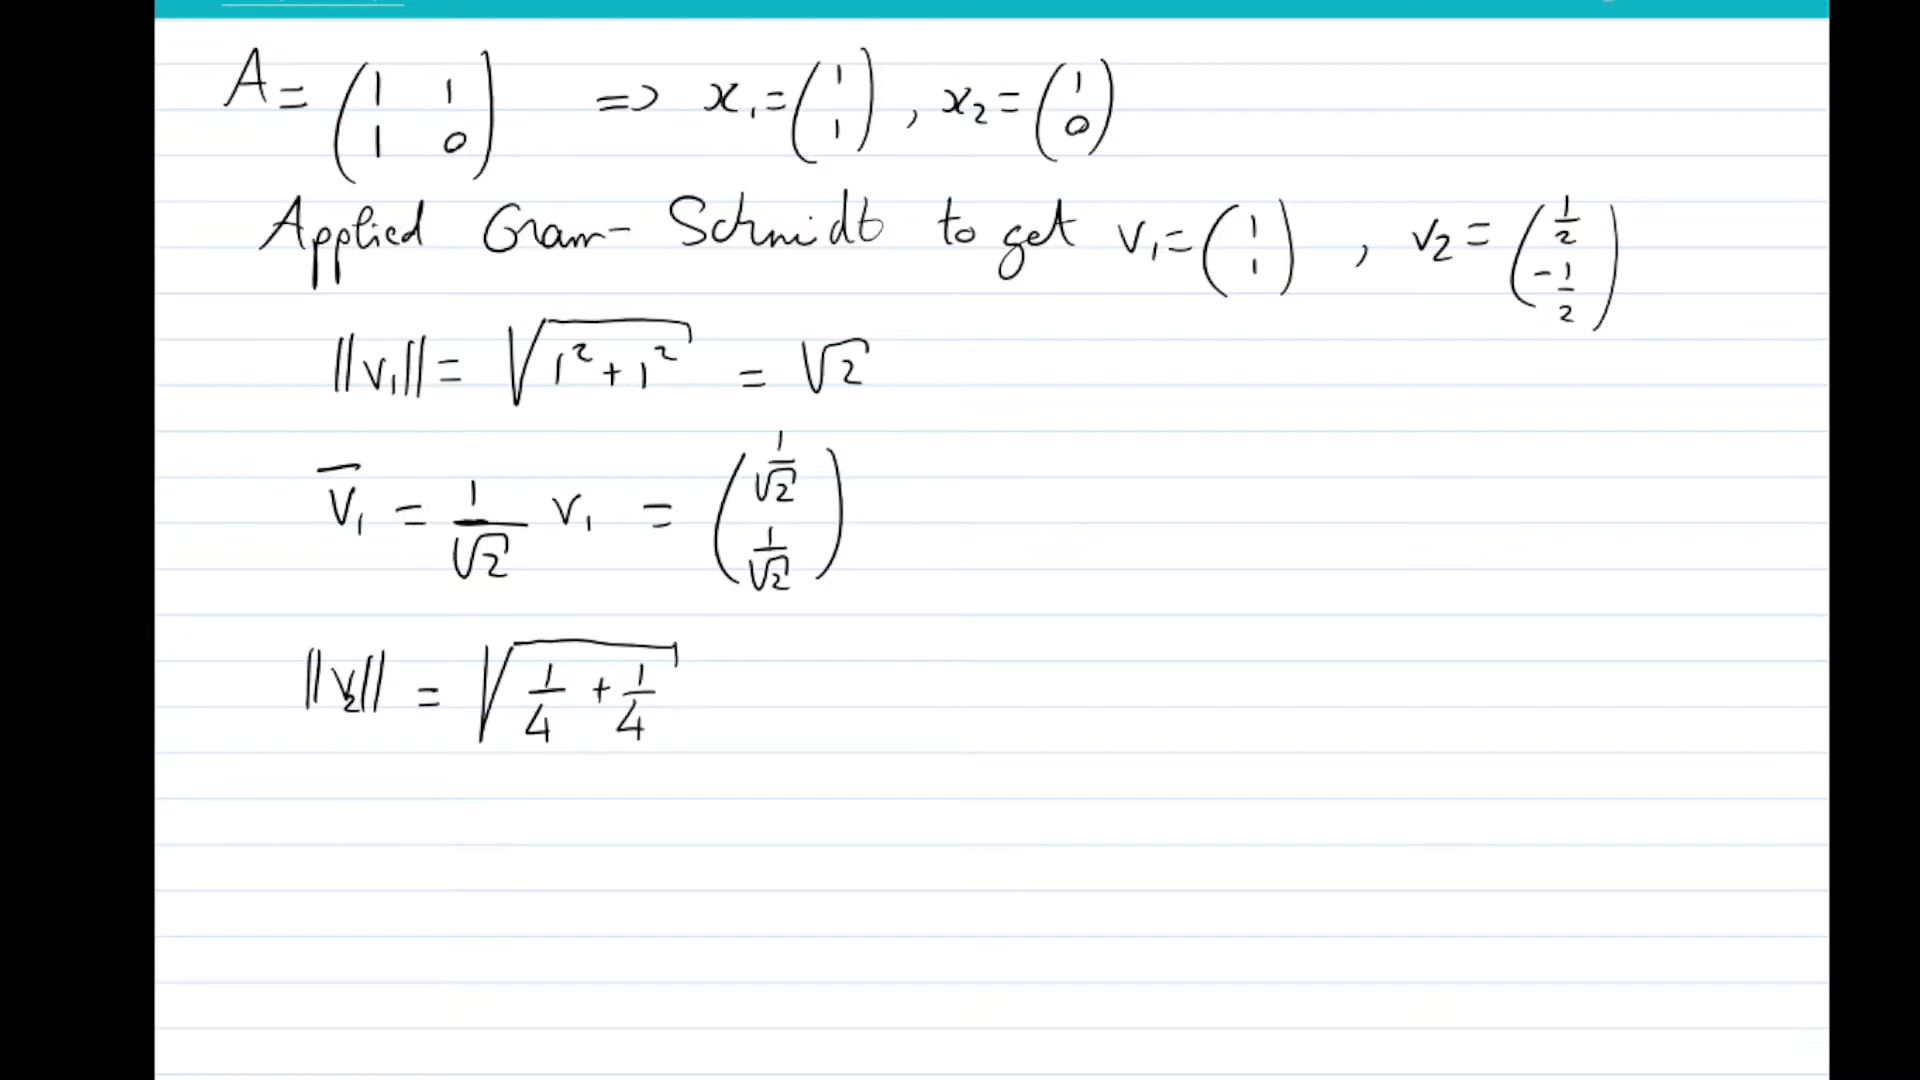 A = (1 1 / 1 0) => x₁ = (1 / 1), x₂ = (1 / 0)
Applied Gram-Schmidt to get v₁ = (1 / 1), v₂ = (1/2 / -1/2)
||v₁|| = √(1² + 1²) = √2
v̅₁ = 1/√2 v₁ = (1/√2 / 1/√2)
||v₂|| = √(1/4 + 1/4)